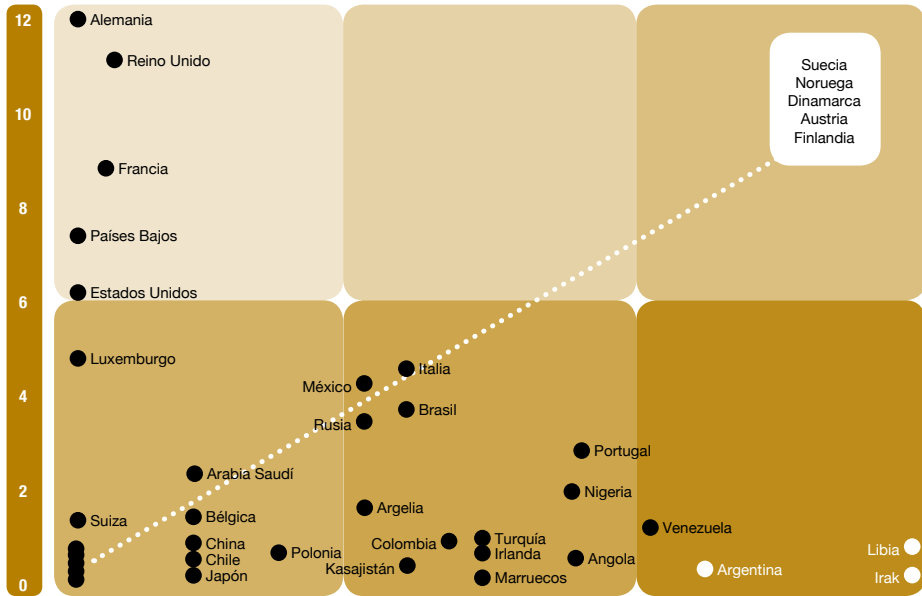 12
Alemania
Reino Unido
Suecia
Noruega
Dinamarca
Austria
Finlandia
10
Francia
8
Países Bajos
6
Estados Unidos
Luxemburgo
Italia
México
4
Brasil
Rusia
Portugal
Arabia Saudí
2
Nigeria
Argelia
Suiza
Bélgica
Venezuela
Turquía
China
Colombia
Libia
Polonia
Irlanda
Chile
Angola
0
Kasajistán
Argentina
Japón
Marruecos
Irak